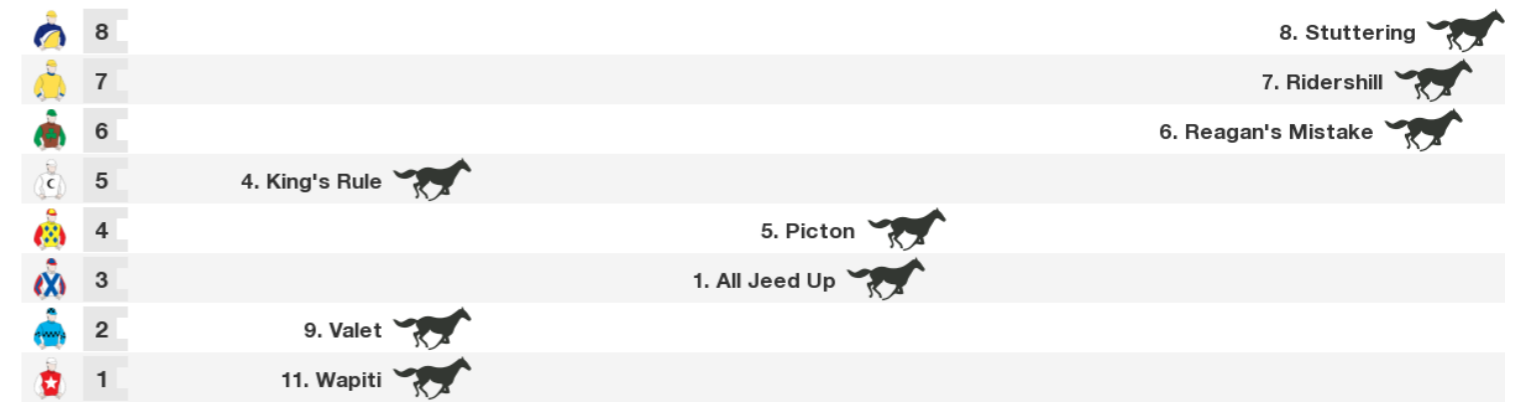 8 8. Stuttering
7 7. Ridershill
6 6. Reagan's Mistake
C 5 4. King's Rule
4 5. Picton
3 1. All Jeed Up
2 9. Valet
1 11. Wapiti